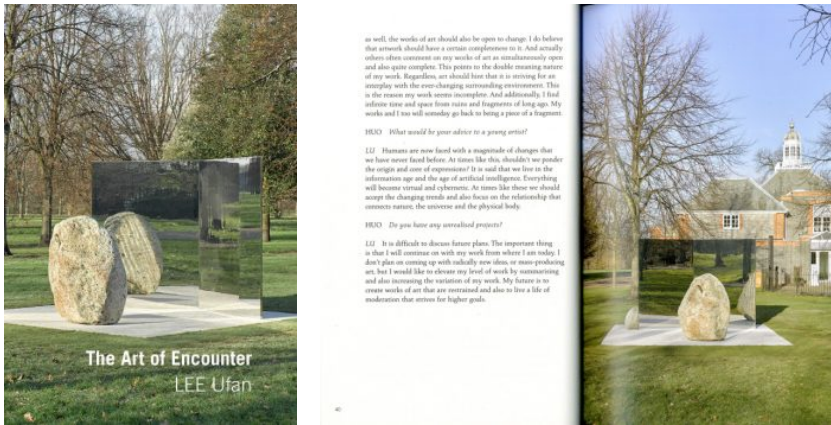 The Art of Encounter
LEE Ufan
as well, the works of art should also be open to change. I do believe
that artwork should have a certain completeness to it. And actually
others often comment on my works of art as simultaneously open
and also quite complete. This points to the double meaning nature
of my work. Regardless, art should hint that it is striving for an
interplay with the ever-changing surrounding environment. This
is the reason my work seems incomplete. And additionally, I find
infinite time and space from ruins and fragments of long ago. My
works and I too will someday go back to being a piece of a fragment.
HUO What would be your advice to a young artist?
LU Humans are now faced with a magnitude of changes that
we have never faced before. At times like this, shouldn't we ponder
the origin and core of expressions? It is said that we live in the
information age and the age of artificial intelligence. Everything
will become virtual and cybernetic. At times like these we should
accept the changing trends and also focus on the relationship that
connects nature, the universe and the physical body.
HUO Do you have any unrealised projects?
LU It is difficult to discuss future plans. The important thing
is that I will continue on with my work from where I am today. I
don't plan on coming up with radically new ideas, or mass-producing
art, but I would like to elevate my level of work by summarising
and also increasing the variation of my work. My future is to
create works of art that are restrained and also to live a life of
moderation that strives for higher goals.
40